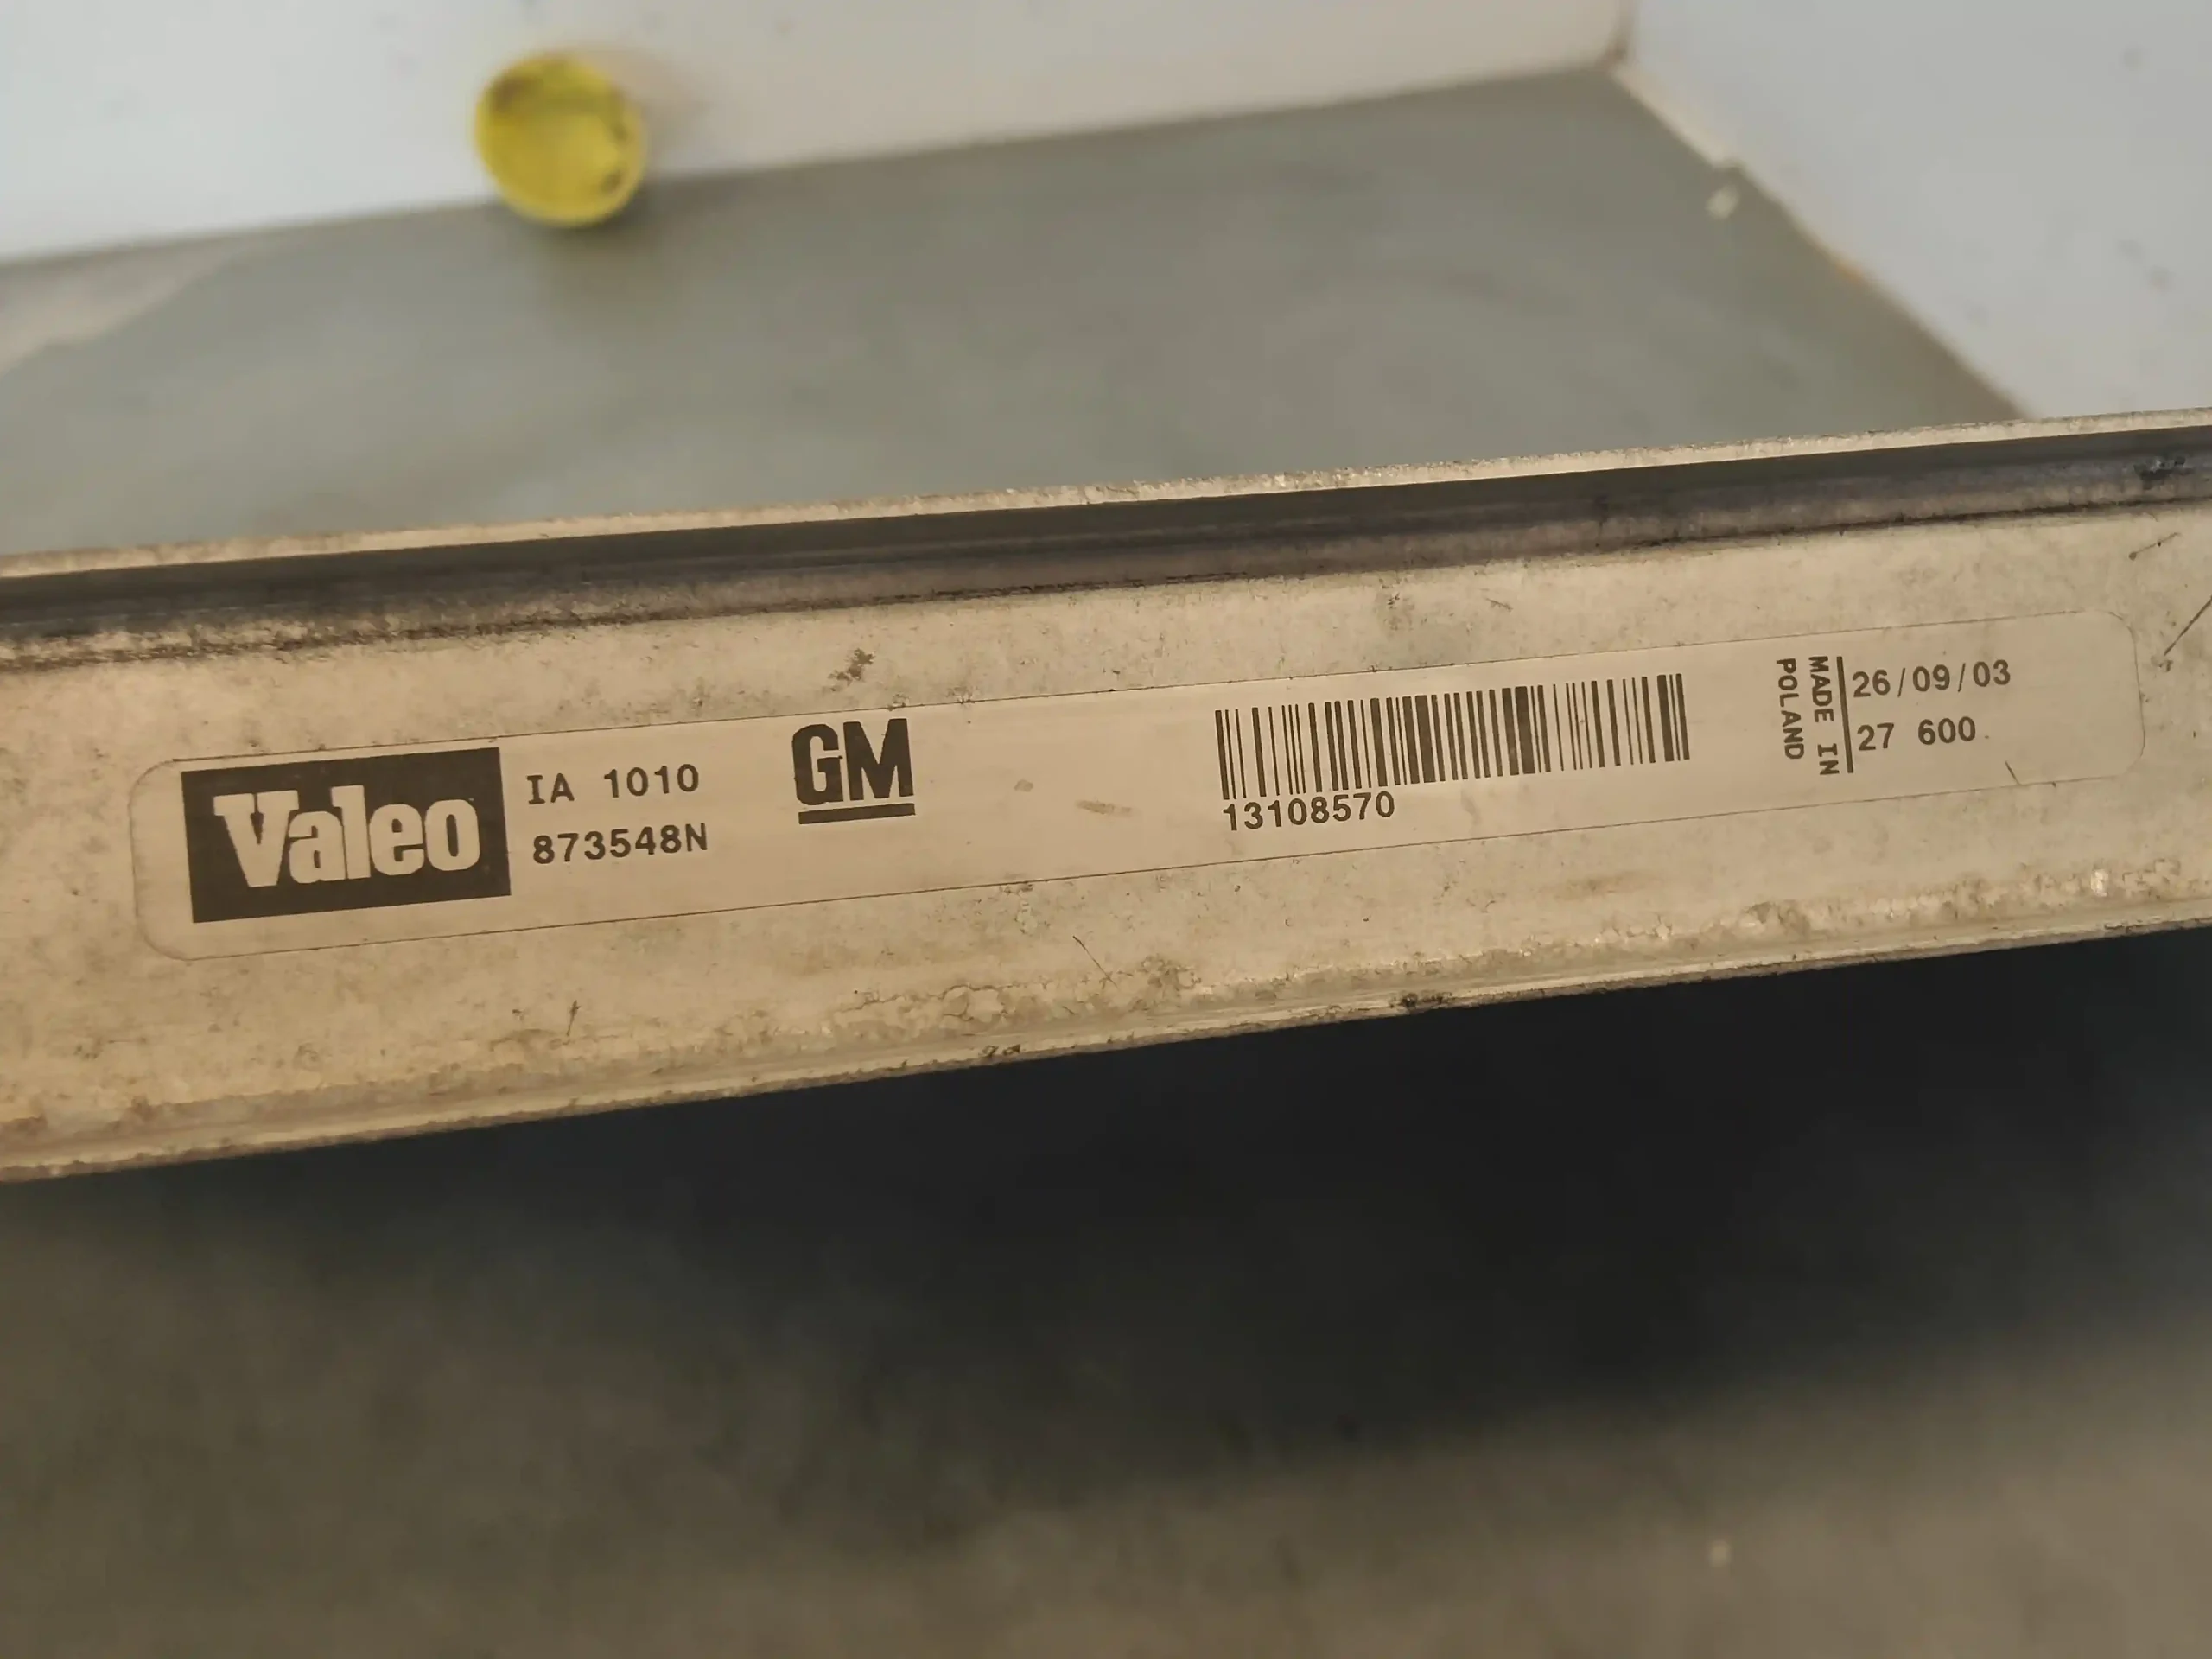 Valeo
IA 1010
873548N
GM
13108570
MADE IN
POLAND
26/09/03
27 600